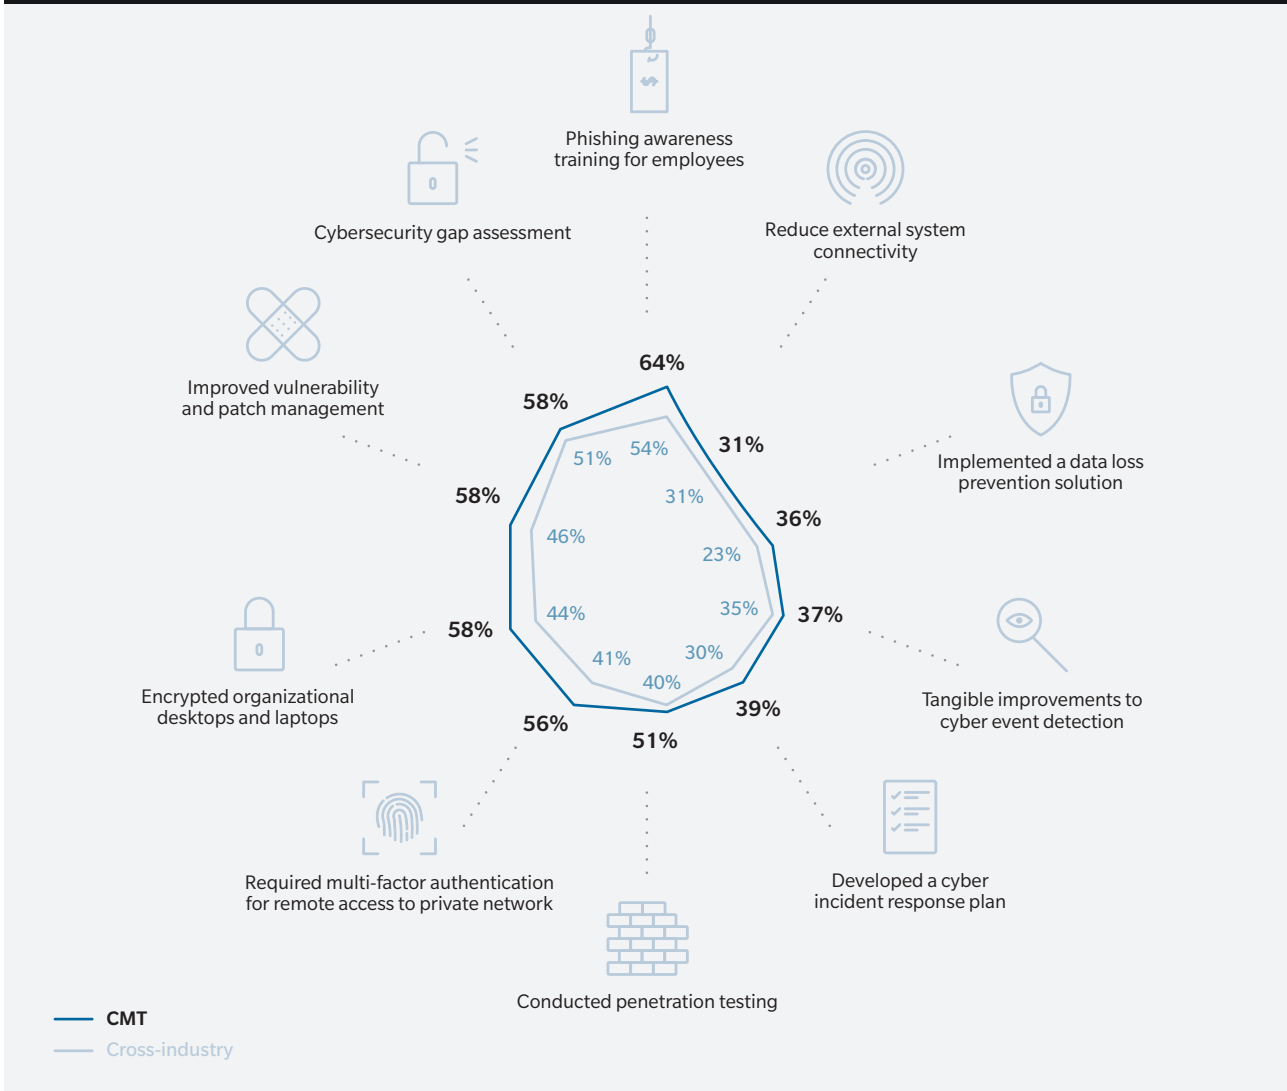 Phishing awareness
training for employees
Cybersecurity gap assessment
Reduce external system
connectivity
Improved vulnerability
and patch management
Implemented a data loss
prevention solution
64%
58%
31%
51%
54%
58%
31%
36%
46%
23%
44%
35%
37%
58%
41%
30%
40%
56%
39%
51%
Encrypted organizational
desktops and laptops
Tangible improvements to
cyber event detection
Required multi-factor authentication
for remote access to private network
Developed a cyber
incident response plan
Conducted penetration testing
CMT
Cross-industry